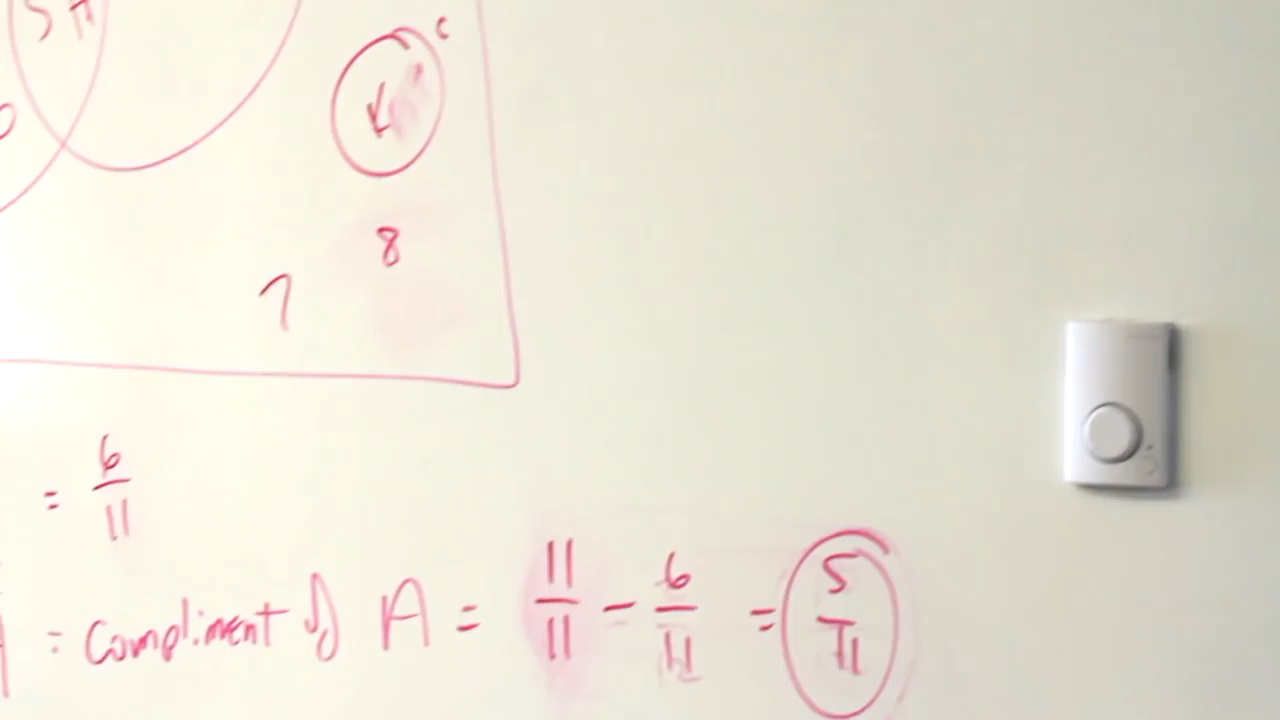 5 π
c
8
7
= 6/11
= Compliment of A = 11/11 - 6/11 = 5/11